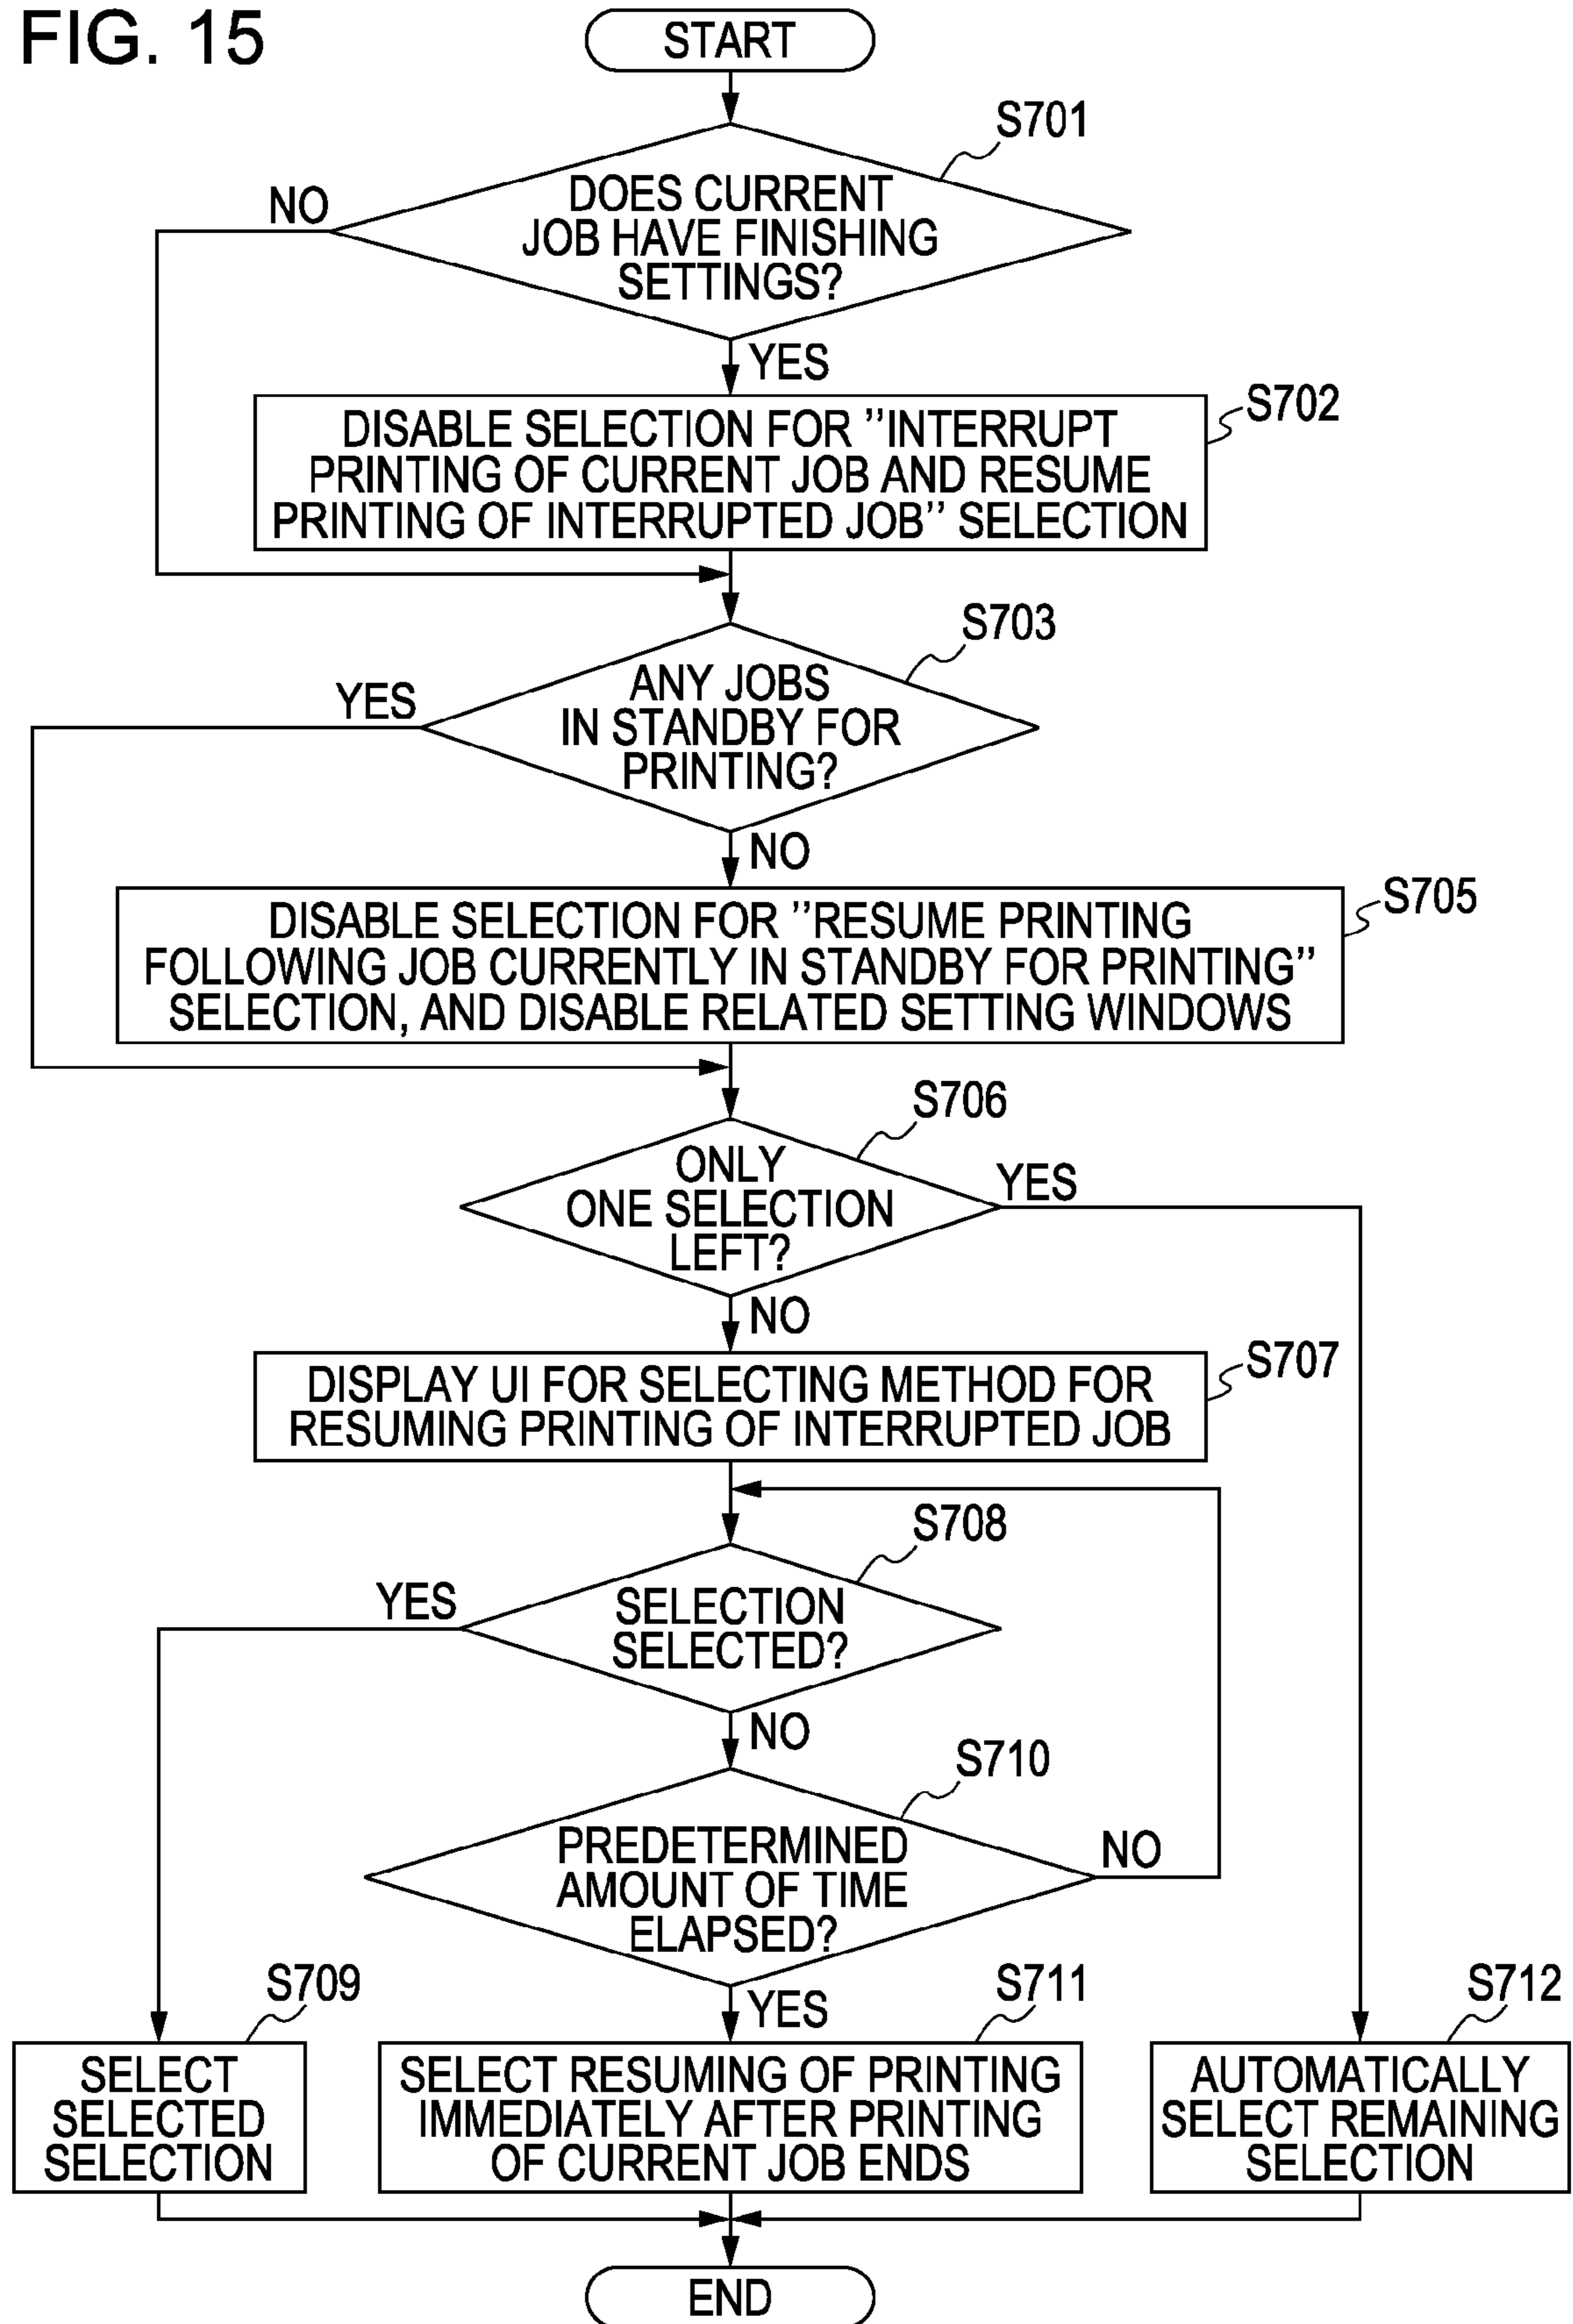 FIG. 15
START
S701
DOES CURRENT
JOB HAVE FINISHING
SETTINGS?
NO
YES
S702
DISABLE SELECTION FOR "INTERRUPT
PRINTING OF CURRENT JOB AND RESUME
PRINTING OF INTERRUPTED JOB" SELECTION
S703
ANY JOBS
IN STANDBY FOR
PRINTING?
YES
NO
S705
DISABLE SELECTION FOR "RESUME PRINTING
FOLLOWING JOB CURRENTLY IN STANDBY FOR PRINTING"
SELECTION, AND DISABLE RELATED SETTING WINDOWS
S706
ONLY
ONE SELECTION
LEFT?
YES
NO
S707
DISPLAY UI FOR SELECTING METHOD FOR
RESUMING PRINTING OF INTERRUPTED JOB
S708
SELECTION
SELECTED?
YES
NO
S710
PREDETERMINED
AMOUNT OF TIME
ELAPSED?
NO
YES
S709
SELECT
SELECTED
SELECTION
S711
SELECT RESUMING OF PRINTING
IMMEDIATELY AFTER PRINTING
OF CURRENT JOB ENDS
S712
AUTOMATICALLY
SELECT REMAINING
SELECTION
END